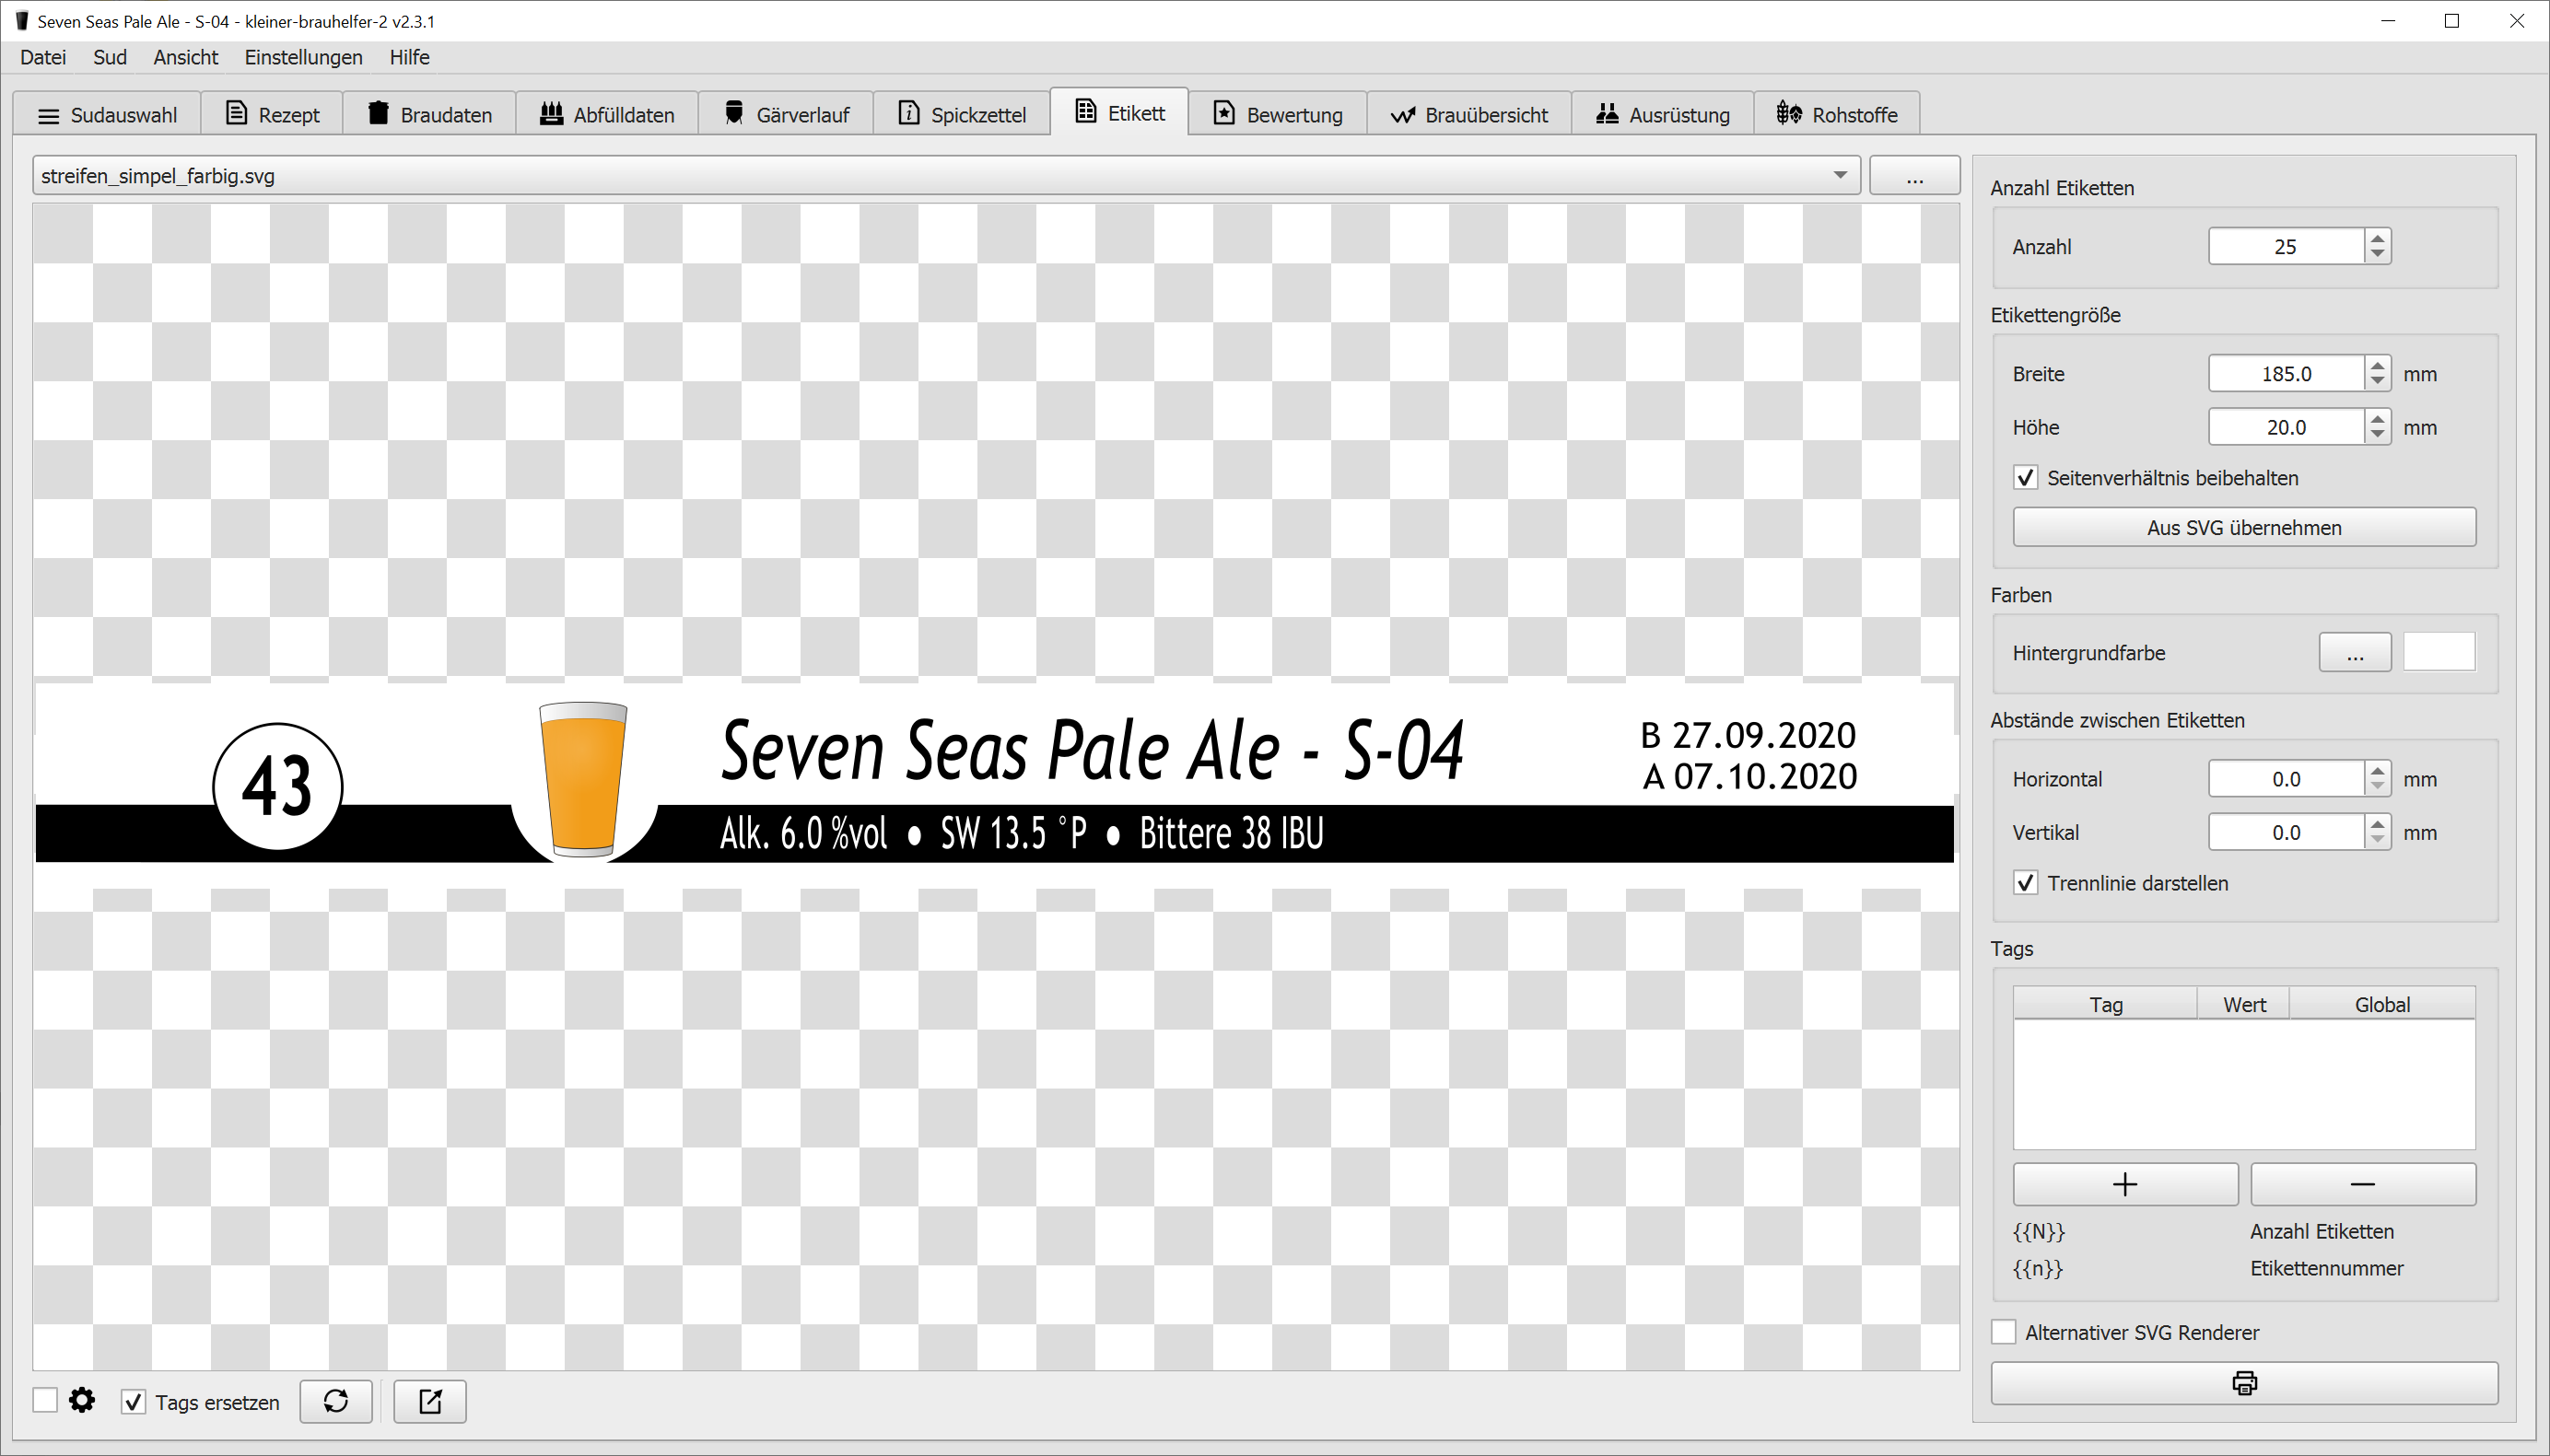 Seven Seas Pale Ale - S-04 - kleiner-brauhelfer-2 v2.3.1
Datei Sud Ansicht Einstellungen Hilfe
Sudauswahl Rezept Braudaten Abfülldaten Gärverlauf Spickzettel Etikett Bewertung Brauübersicht Ausrüstung Rohstoffe
streifen_simpel_farbig.svg
...
43
Seven Seas Pale Ale - S-04
B 27.09.2020
A 07.10.2020
Alk. 6.0 %vol • SW 13.5 °P • Bittere 38 IBU
Tags ersetzen
Anzahl Etiketten
Anzahl 25
Etikettengröße
Breite 185.0 mm
Höhe 20.0 mm
Seitenverhältnis beibehalten
Aus SVG übernehmen
Farben
Hintergrundfarbe ...
Abstände zwischen Etiketten
Horizontal 0.0 mm
Vertikal 0.0 mm
Trennlinie darstellen
Tags
Tag Wert Global
{{N}} Anzahl Etiketten
{{n}} Etikettennummer
Alternativer SVG Renderer